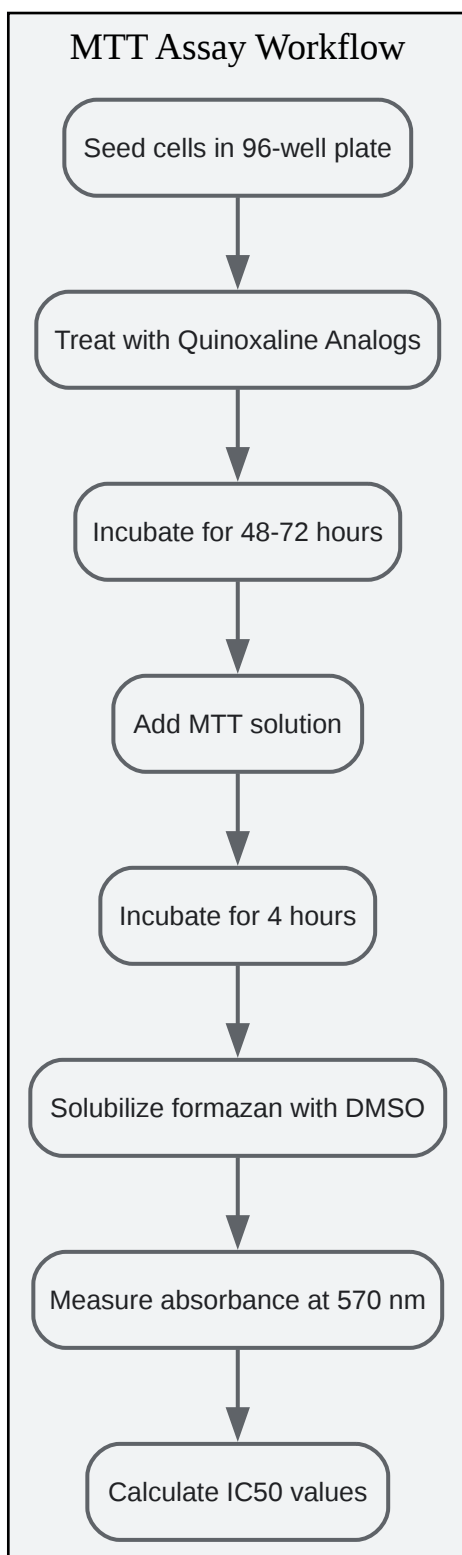 MTT Assay Workflow
Seed cells in 96-well plate
Treat with Quinoxaline Analogs
Incubate for 48-72 hours
Add MTT solution
Incubate for 4 hours
Solubilize formazan with DMSO
Measure absorbance at 570 nm
Calculate IC50 values